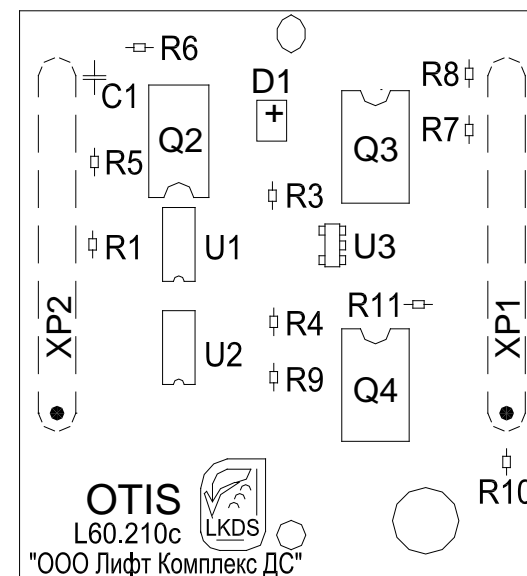 R6
D1
R8
C1
Q2
Q3
R7
R5
R3
R1
U1
U3
R11
XP2
XP1
R4
U2
R9
Q4
R10
OTIS
LKDS
L60.210c
"ООО Лифт Комплекс ДС"